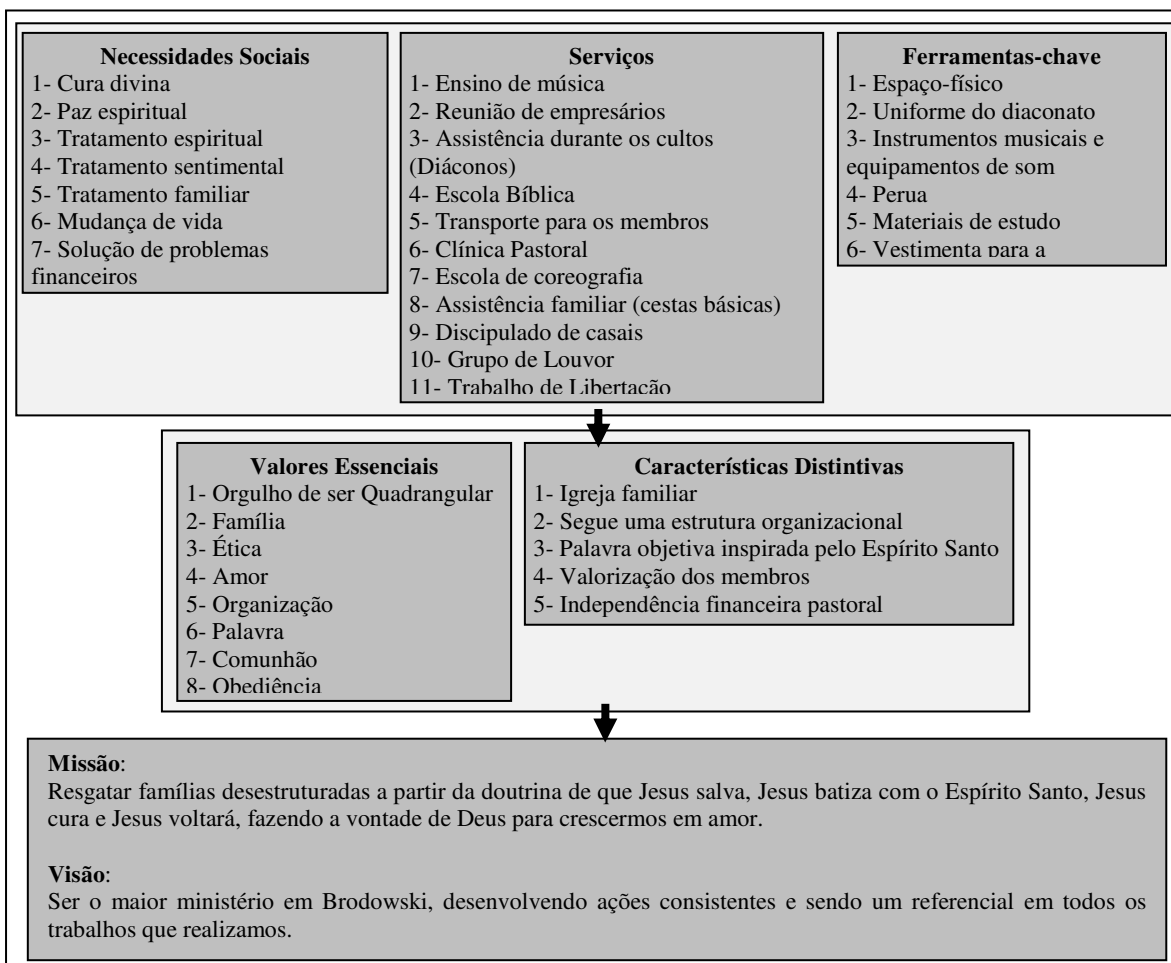 Necessidades Sociais
1- Cura divina
2- Paz espiritual
3- Tratamento espiritual
4- Tratamento sentimental
5- Tratamento familiar
6- Mudança de vida
7- Solução de problemas
financeiros
Serviços
1- Ensino de música
2- Reunião de empresários
3- Assistência durante os cultos
(Diáconos)
4- Escola Bíblica
5- Transporte para os membros
6- Clínica Pastoral
7- Escola de coreografia
8- Assistência familiar (cestas básicas)
9- Discipulado de casais
10- Grupo de Louvor
11- Trabalho de Libertação
Ferramentas-chave
1- Espaço-físico
2- Uniforme do diaconato
3- Instrumentos musicais e
equipamentos de som
4- Perua
5- Materiais de estudo
6- Vestimenta para a
Valores Essenciais
1- Orgulho de ser Quadrangular
2- Família
3- Ética
4- Amor
5- Organização
6- Palavra
7- Comunhão
8- Obediência
Características Distintivas
1- Igreja familiar
2- Segue uma estrutura organizacional
3- Palavra objetiva inspirada pelo Espírito Santo
4- Valorização dos membros
5- Independência financeira pastoral
Missão:
Resgatar famílias desestruturadas a partir da doutrina de que Jesus salva, Jesus batiza com o Espírito Santo, Jesus
cura e Jesus voltará, fazendo a vontade de Deus para crescermos em amor.
Visão:
Ser o maior ministério em Brodowski, desenvolvendo ações consistentes e sendo um referencial em todos os
trabalhos que realizamos.